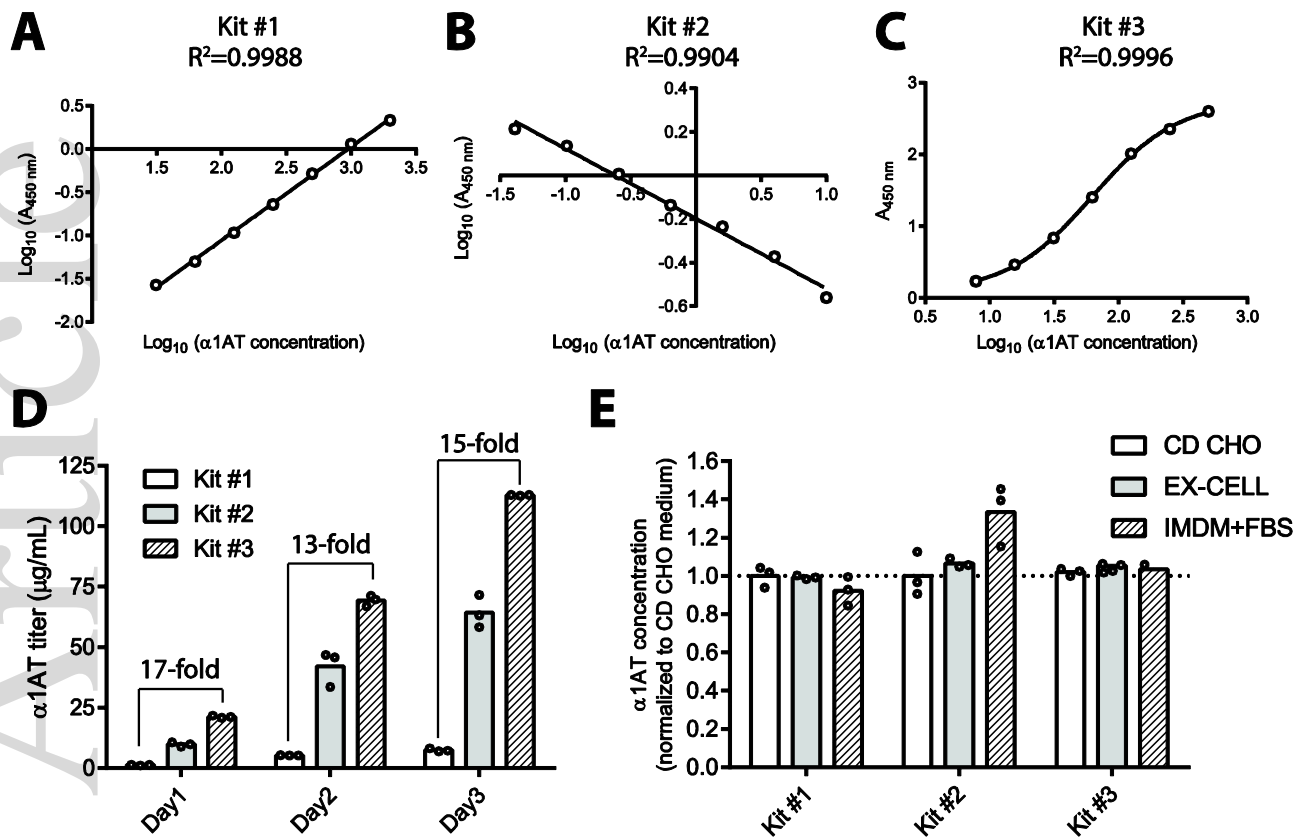 Article
A
Kit #1
R²=0.9988
0.5
0.0
-0.5
-1.0
-1.5
-2.0
1.5 2.0 2.5 3.0 3.5
Log₁₀ (A₄₅₀ ₙₘ)
Log₁₀ (α1AT concentration)
B
Kit #2
R²=0.9904
0.4
0.2
-0.2
-0.4
-0.6
-1.5 -1.0 -0.5 0.5 1.0
Log₁₀ (A₄₅₀ ₙₘ)
Log₁₀ (α1AT concentration)
C
Kit #3
R²=0.9996
3
2
1
0
0.5 1.0 1.5 2.0 2.5 3.0
A₄₅₀ ₙₘ
Log₁₀ (α1AT concentration)
D
125
100
75
50
25
0
α1AT titer (µg/mL)
Kit #1
Kit #2
Kit #3
17-fold
13-fold
15-fold
Day1 Day2 Day3
E
CD CHO
EX-CELL
IMDM+FBS
1.6
1.4
1.2
1.0
0.8
0.6
0.4
0.2
0.0
α1AT concentration
(normalized to CD CHO medium)
Kit #1 Kit #2 Kit #3